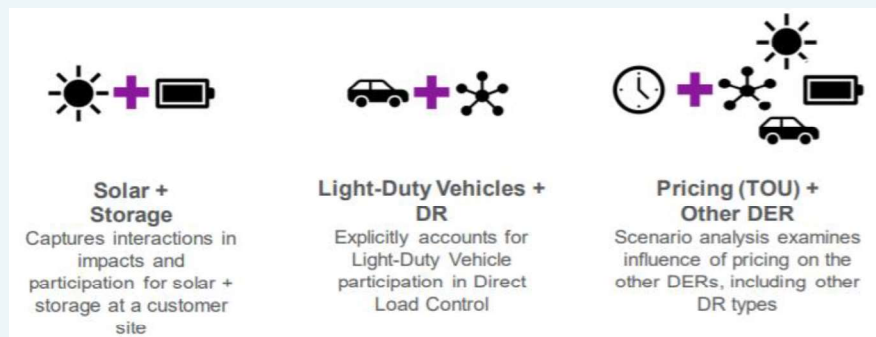 Solar +
Storage
Captures interactions in
impacts and
participation for solar +
storage at a customer
site
Light-Duty Vehicles +
DR
Explicitly accounts for
Light-Duty Vehicle
participation in Direct
Load Control
Pricing (TOU) +
Other DER
Scenario analysis examines
influence of pricing on the
other DERs, including other
DR types